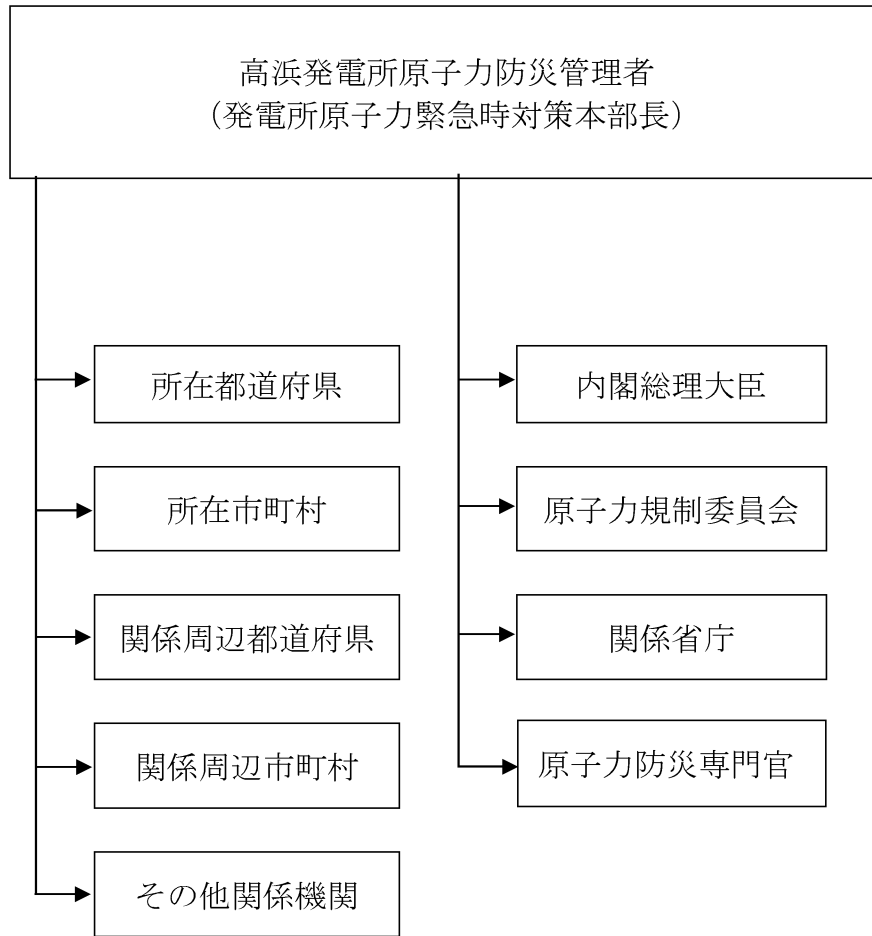 高浜発電所原子力防災管理者
（発電所原子力緊急時対策本部長）
所在都道府県
所在市町村
関係周辺都道府県
関係周辺市町村
その他関係機関
内閣総理大臣
原子力規制委員会
関係省庁
原子力防災専門官